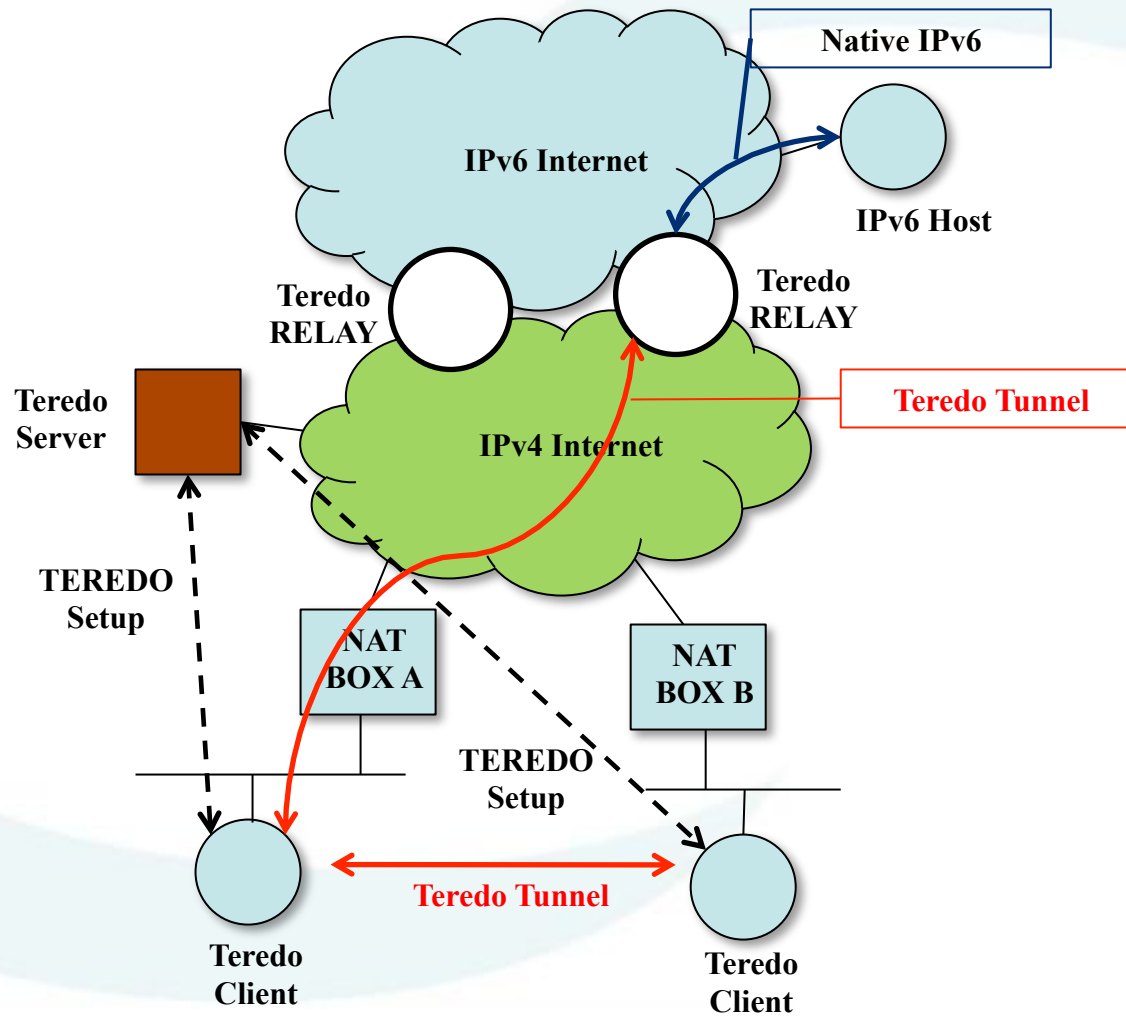 Native IPv6
IPv6 Internet
IPv6 Host
Teredo
RELAY
Teredo
RELAY
Teredo
Server
Teredo Tunnel
IPv4 Internet
TEREDO
Setup
NAT
BOX A
NAT
BOX B
TEREDO
Setup
Teredo Tunnel
Teredo
Client
Teredo
Client